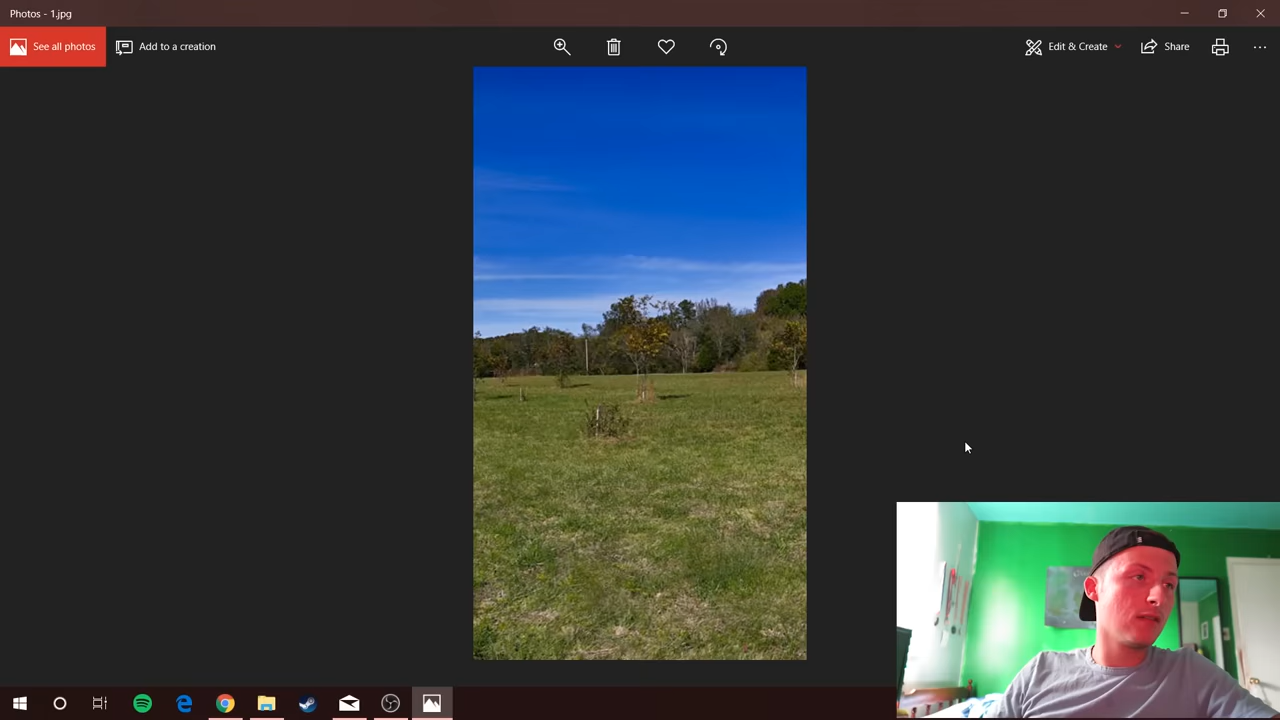 Photos - 1.jpg
See all photos
Add to a creation
Edit & Create
Share